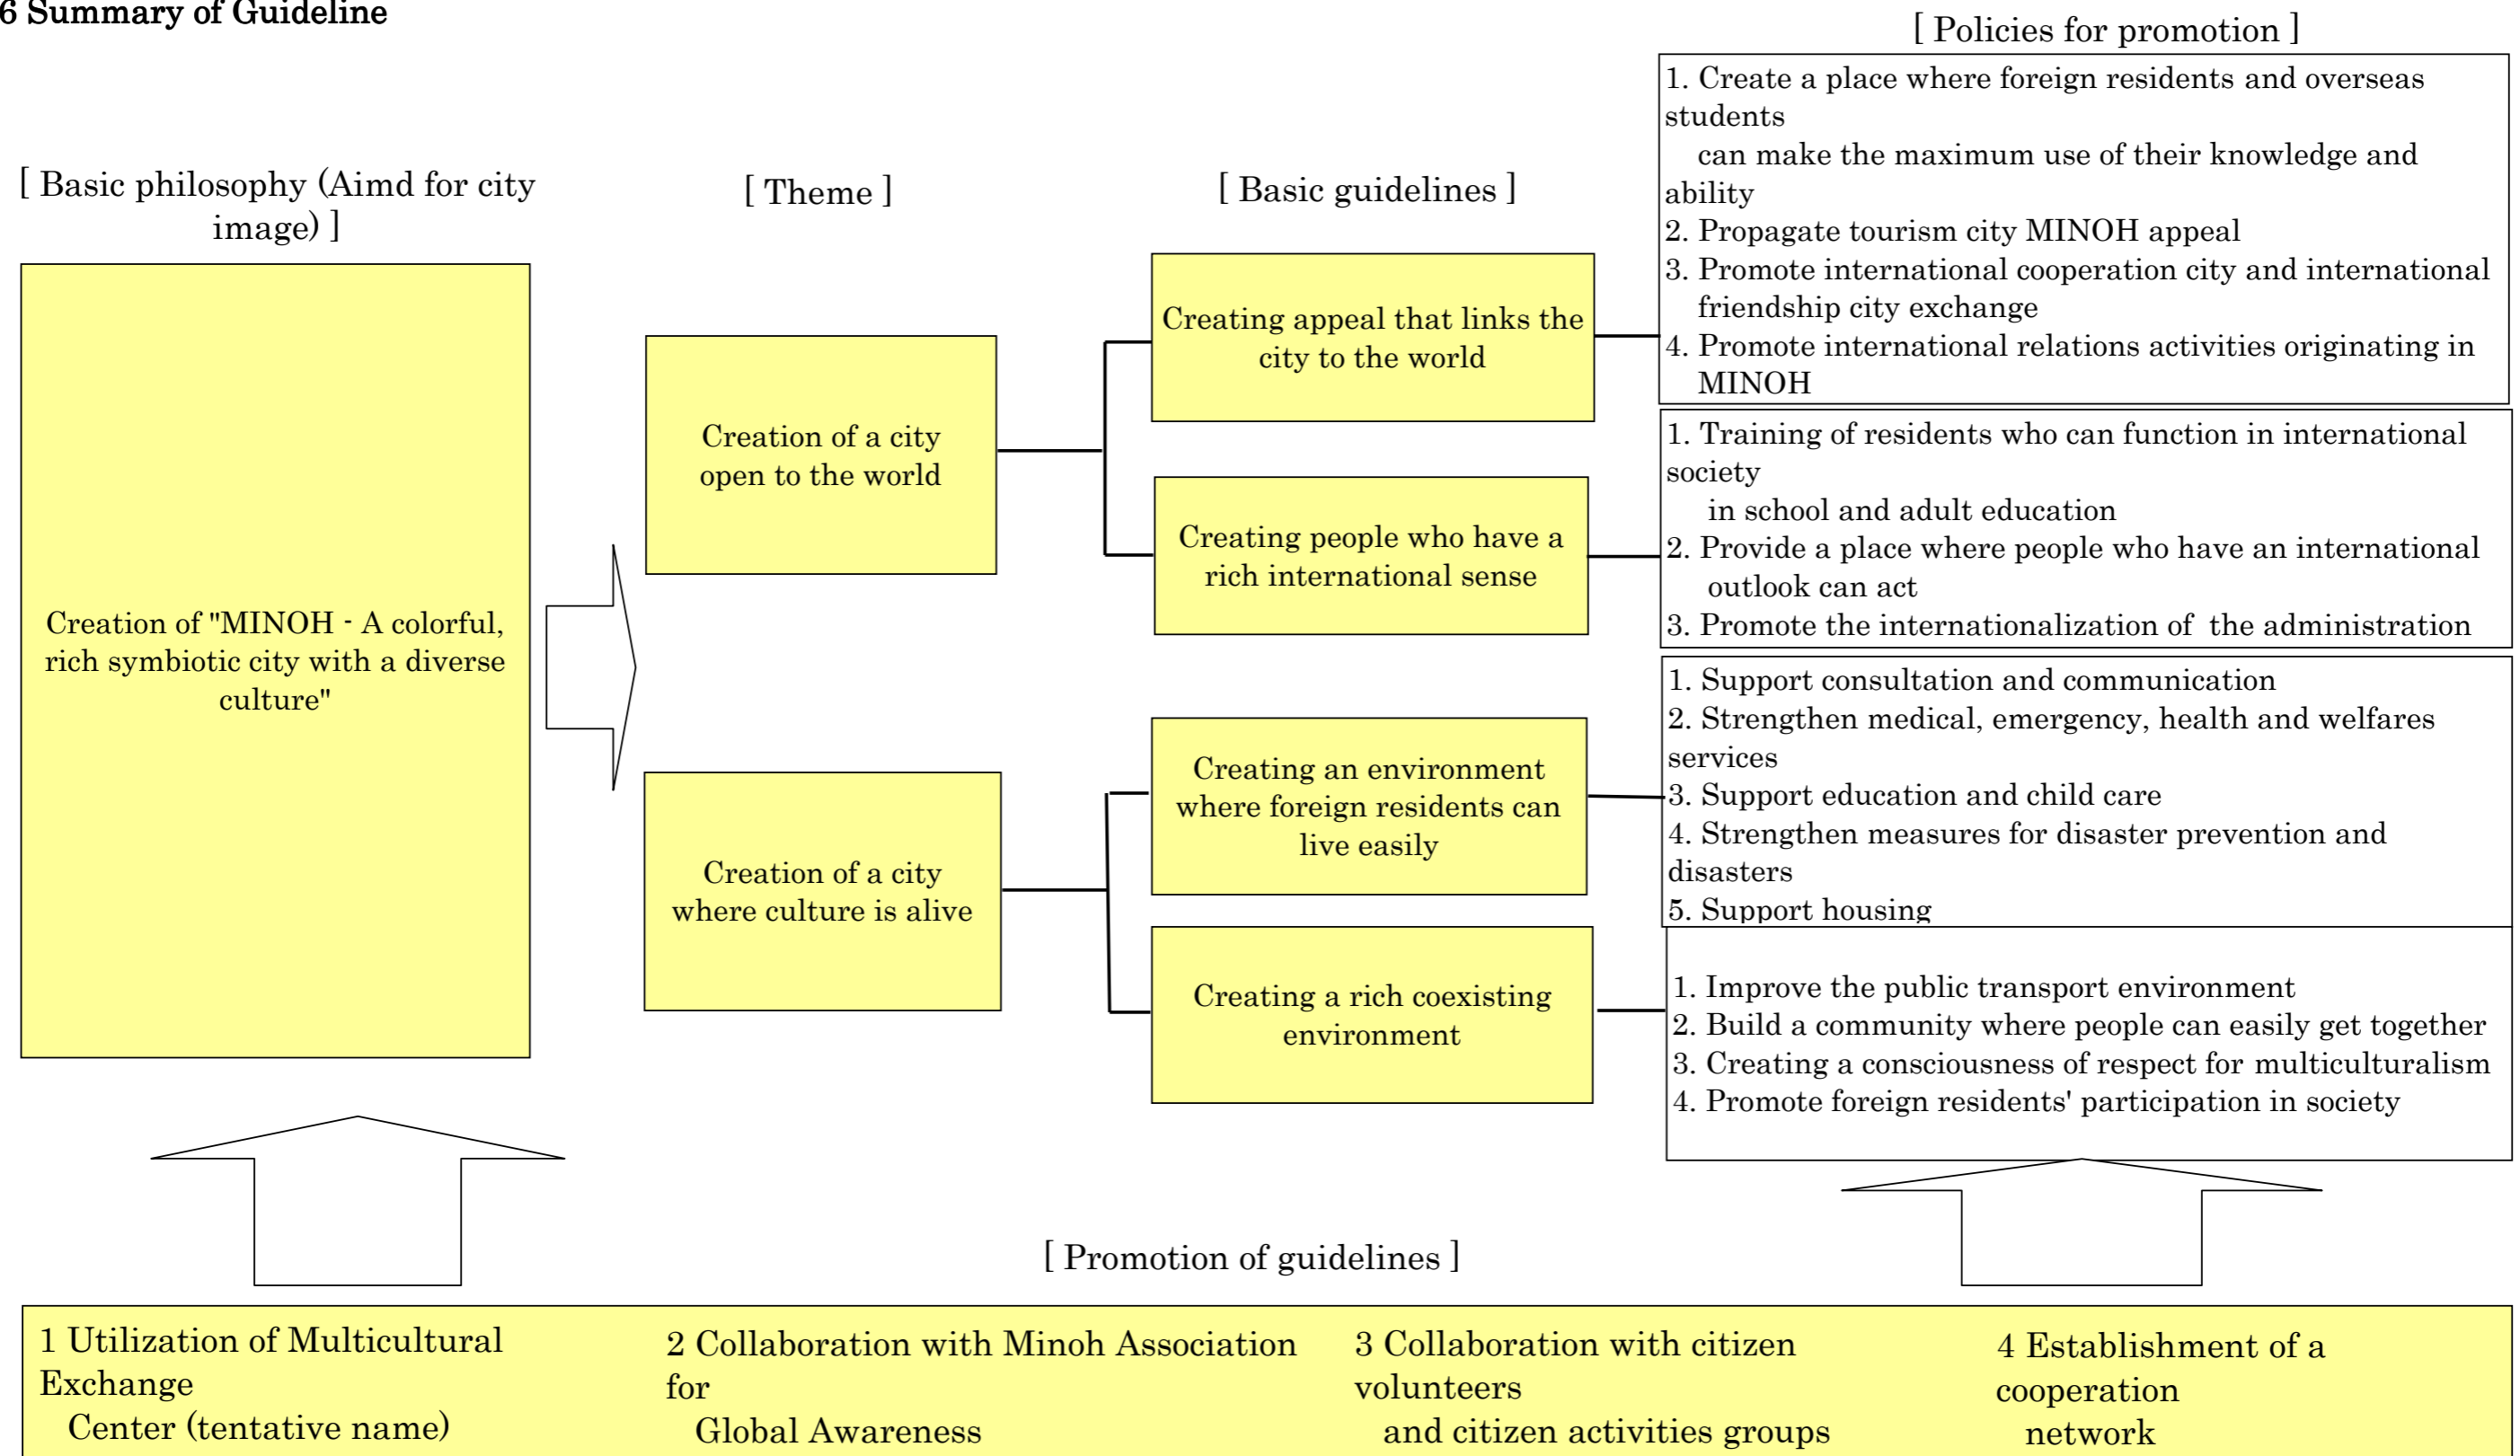 6 Summary of Guideline
[ Basic philosophy (Aimd for city
image) ]
[ Theme ]
[ Basic guidelines ]
[ Policies for promotion ]
Creation of "MINOH - A colorful,
rich symbiotic city with a diverse
culture"
Creation of a city
open to the world
Creation of a city
where culture is alive
Creating appeal that links the
city to the world
Creating people who have a
rich international sense
Creating an environment
where foreign residents can
live easily
Creating a rich coexisting
environment
1. Create a place where foreign residents and overseas
students
can make the maximum use of their knowledge and
ability
2. Propagate tourism city MINOH appeal
3. Promote international cooperation city and international
friendship city exchange
4. Promote international relations activities originating in
MINOH
1. Training of residents who can function in international
society
in school and adult education
2. Provide a place where people who have an international
outlook can act
3. Promote the internationalization of the administration
1. Support consultation and communication
2. Strengthen medical, emergency, health and welfares
services
3. Support education and child care
4. Strengthen measures for disaster prevention and
disasters
5. Support housing
1. Improve the public transport environment
2. Build a community where people can easily get together
3. Creating a consciousness of respect for multiculturalism
4. Promote foreign residents' participation in society
[ Promotion of guidelines ]
1 Utilization of Multicultural
Exchange
Center (tentative name)
2 Collaboration with Minoh Association
for
Global Awareness
3 Collaboration with citizen
volunteers
and citizen activities groups
4 Establishment of a
cooperation
network